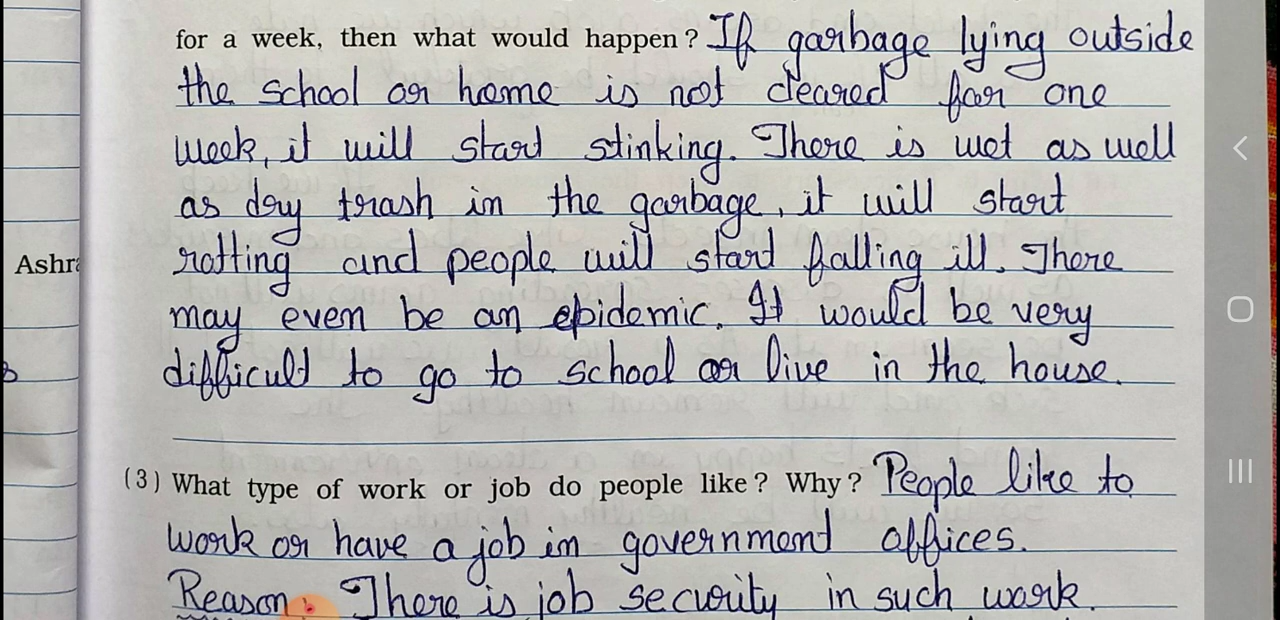 for a week, then what would happen? If garbage lying outside
the school or home is not cleared for one
week, it will start stinking. There is wet as well
as dry trash in the garbage, it will start
rotting and people will start falling ill. There
may even be an epidemic. It would be very
difficult to go to school or live in the house.
Ashra
(3) What type of work or job do people like? Why? People like to
work or have a job in government offices.
Reason: There is job security in such work.